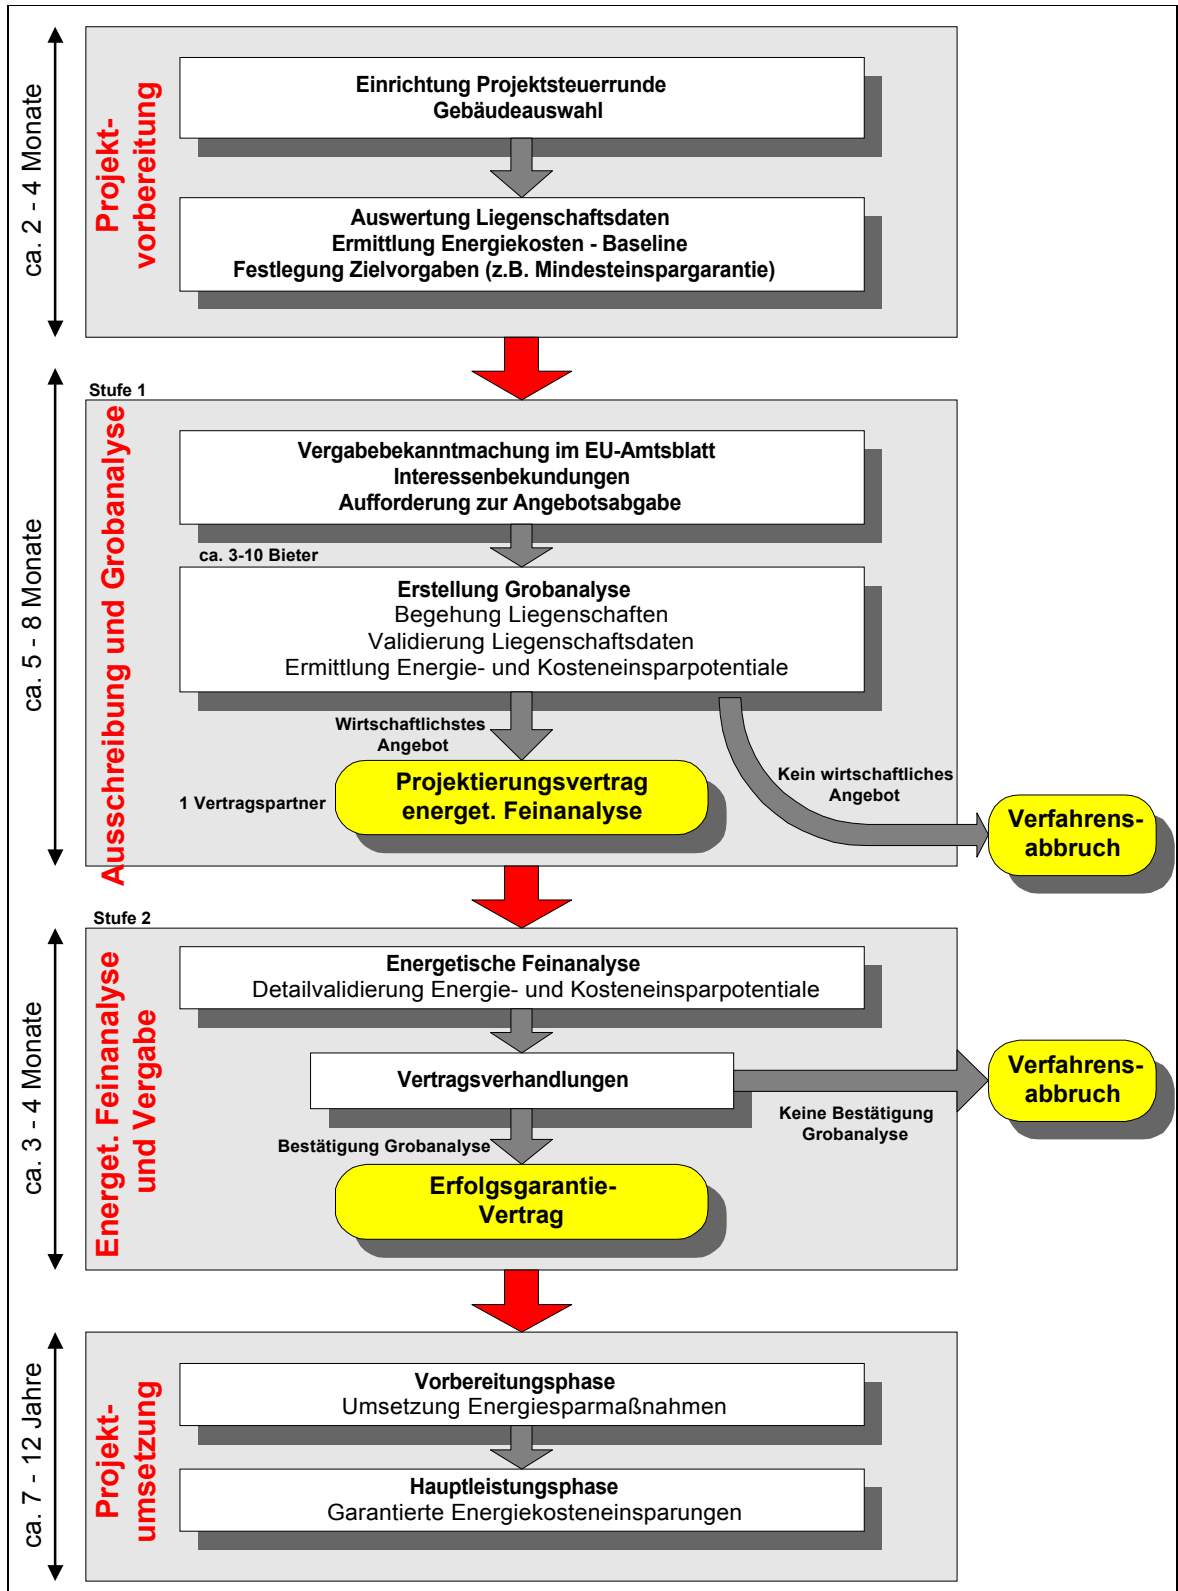 ca. 2 - 4 Monate
Projekt-
vorbereitung
Einrichtung Projektsteuerrunde
Gebäudeauswahl
Auswertung Liegenschaftsdaten
Ermittlung Energiekosten - Baseline
Festlegung Zielvorgaben (z.B. Mindesteinspargarantie)
ca. 5 - 8 Monate
Stufe 1
Ausschreibung und Grobanalyse
Vergabebekanntmachung im EU-Amtsblatt
Interessenbekundungen
Aufforderung zur Angebotsabgabe
ca. 3-10 Bieter
Erstellung Grobanalyse
Begehung Liegenschaften
Validierung Liegenschaftsdaten
Ermittlung Energie- und Kosteneinsparpotentiale
Wirtschaftlichstes
Angebot
Kein wirtschaftliches
Angebot
1 Vertragspartner
Projektierungsvertrag
energet. Feinanalyse
Verfahrens-
abbruch
ca. 3 - 4 Monate
Stufe 2
Energet. Feinanalyse
und Vergabe
Energetische Feinanalyse
Detailvalidierung Energie- und Kosteneinsparpotentiale
Vertragsverhandlungen
Verfahrens-
abbruch
Keine Bestätigung
Grobanalyse
Bestätigung Grobanalyse
Erfolgsgarantie-
Vertrag
ca. 7 - 12 Jahre
Projekt-
umsetzung
Vorbereitungsphase
Umsetzung Energiesparmaßnahmen
Hauptleistungsphase
Garantierte Energiekosteneinsparungen